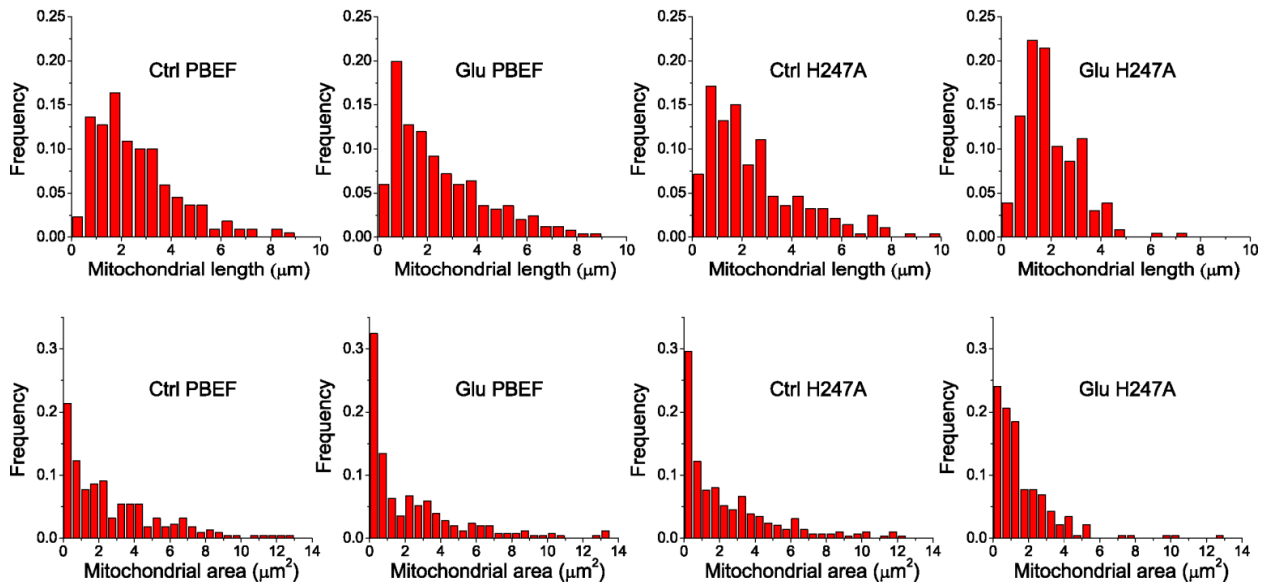 0.25
0.20
0.15
0.10
0.05
0.00
Frequency
Ctrl PBEF
0 2 4 6 8 10
Mitochondrial length (μm)
0.25
0.20
0.15
0.10
0.05
0.00
Frequency
Glu PBEF
0 2 4 6 8 10
Mitochondrial length (μm)
0.25
0.20
0.15
0.10
0.05
0.00
Frequency
Ctrl H247A
0 2 4 6 8 10
Mitochondrial length (μm)
0.25
0.20
0.15
0.10
0.05
0.00
Frequency
Glu H247A
0 2 4 6 8 10
Mitochondrial length (μm)
0.3
0.2
0.1
0.0
Frequency
Ctrl PBEF
0 2 4 6 8 10 12 14
Mitochondrial area (μm²)
0.3
0.2
0.1
0.0
Frequency
Glu PBEF
0 2 4 6 8 10 12 14
Mitochondrial area (μm²)
0.3
0.2
0.1
0.0
Frequency
Ctrl H247A
0 2 4 6 8 10 12 14
Mitochondrial area (μm²)
0.3
0.2
0.1
0.0
Frequency
Glu H247A
0 2 4 6 8 10 12 14
Mitochondrial area (μm²)